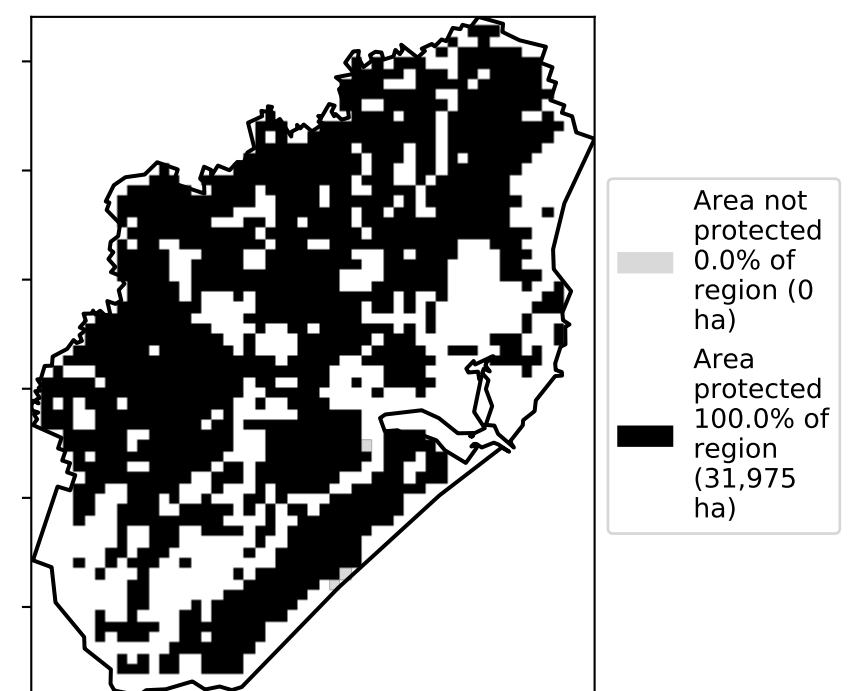 Area not
protected
0.0% of
region (0
ha)
Area
protected
100.0% of
region
(31,975
ha)